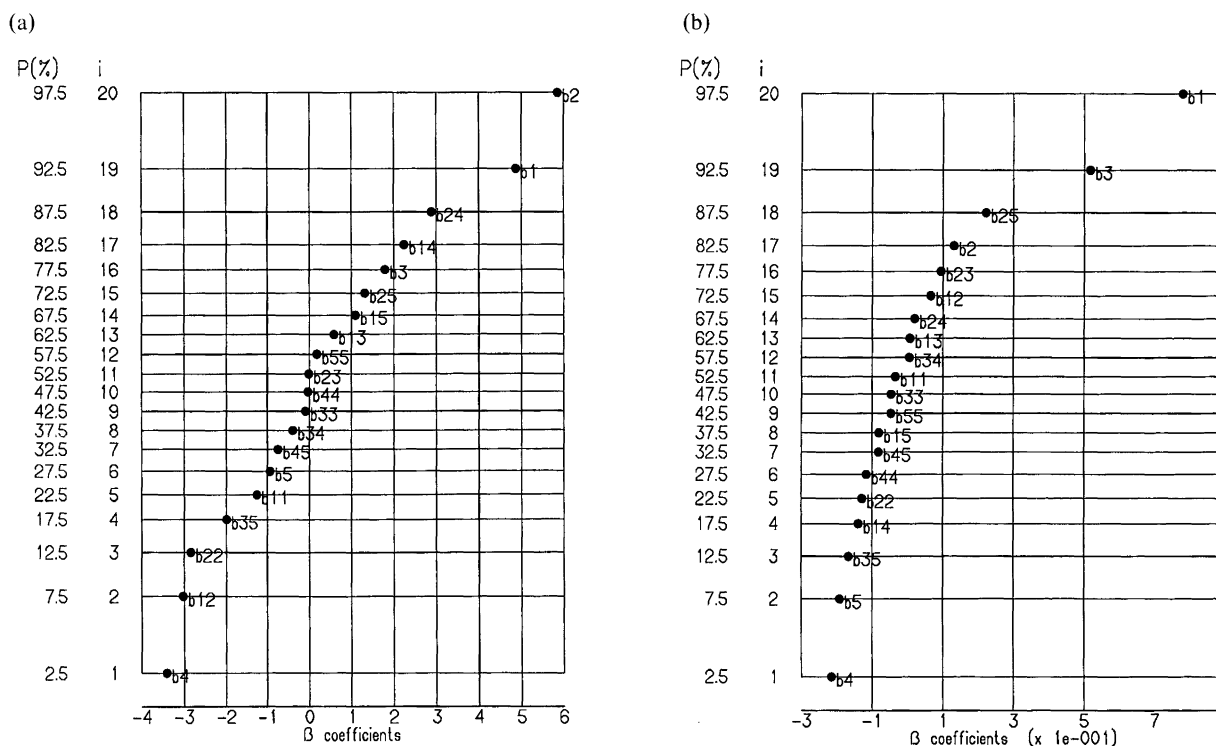 (a)
P(%) i
97.5 20 b2
92.5 19 b1
87.5 18 b24
82.5 17 b14
77.5 16 b3
72.5 15 b25
67.5 14 b15
62.5 13 b13
57.5 12 b55
52.5 11 b23
47.5 10 b44
42.5 9 b33
37.5 8 b34
32.5 7 b45
27.5 6 b5
22.5 5 b11
17.5 4 b35
12.5 3 b22
7.5 2 b12
2.5 1 b4
-4 -3 -2 -1 0 1 2 3 4 5 6
β coefficients
(b)
P(%) i
97.5 20 b1
92.5 19 b3
87.5 18 b25
82.5 17 b2
77.5 16 b23
72.5 15 b12
67.5 14 b24
62.5 13 b13
57.5 12 b34
52.5 11 b11
47.5 10 b33
42.5 9 b55
37.5 8 b15
32.5 7 b45
27.5 6 b44
22.5 5 b22
17.5 4 b14
12.5 3 b35
7.5 2 b5
2.5 1 b4
-3 -1 1 3 5 7
β coefficients (x 1e-001)